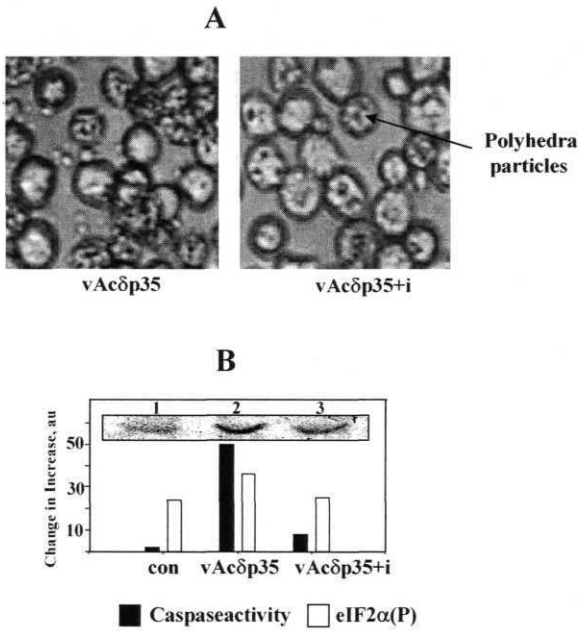 A
Polyhedra
particles
vAcδp35
vAcδp35+i
B
Change in Increase, au
50
30
10
1
2
3
con
vAcδp35
vAcδp35+i
Caspaseactivity
eIF2α(P)